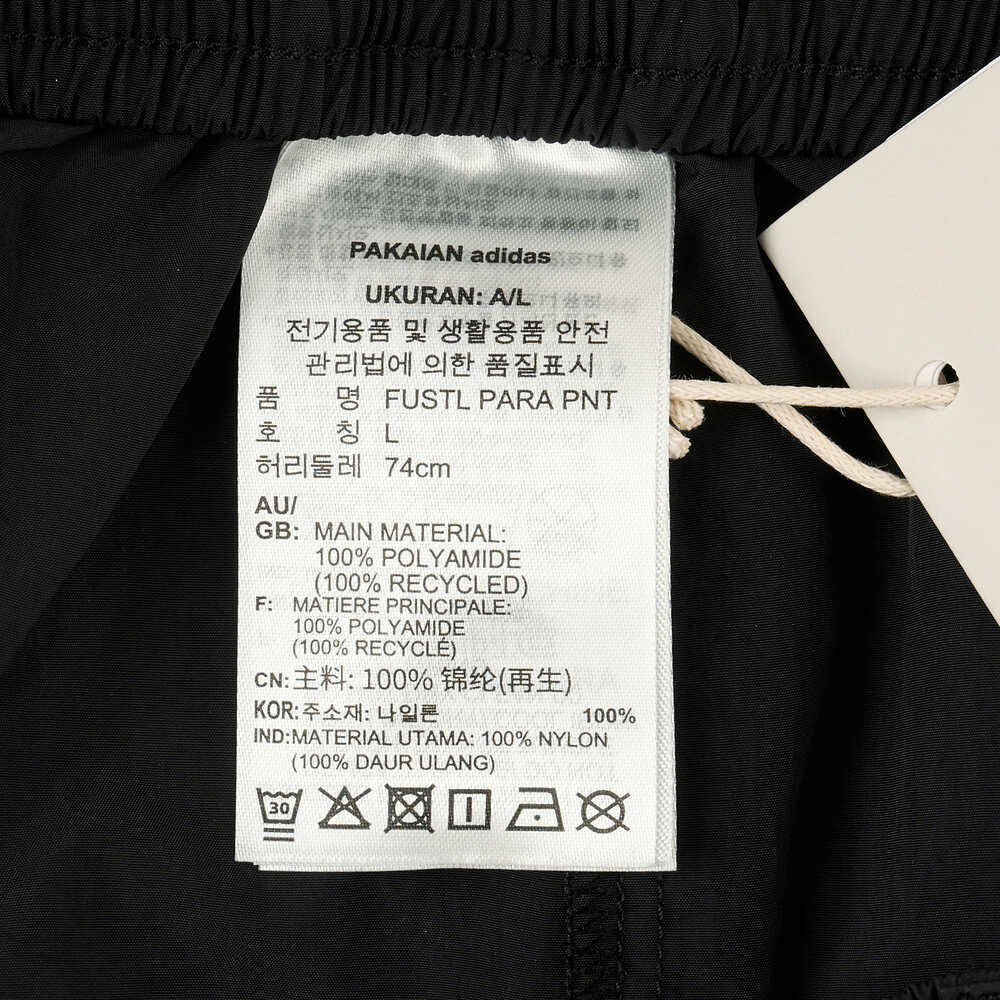 PAKAIAN adidas
UKURAN: A/L
전기용품 및 생활용품 안전
관리법에 의한 품질표시
품 명 FUSTL PARA PNT
호 칭 L
허리둘레 74cm
AU/
GB: MAIN MATERIAL:
100% POLYAMIDE
(100% RECYCLED)
F: MATIERE PRINCIPALE:
100% POLYAMIDE
(100% RECYCLÉ)
CN: 主料: 100% 锦纶(再生)
KOR: 주소재: 나일론 100%
IND: MATERIAL UTAMA: 100% NYLON
(100% DAUR ULANG)
30